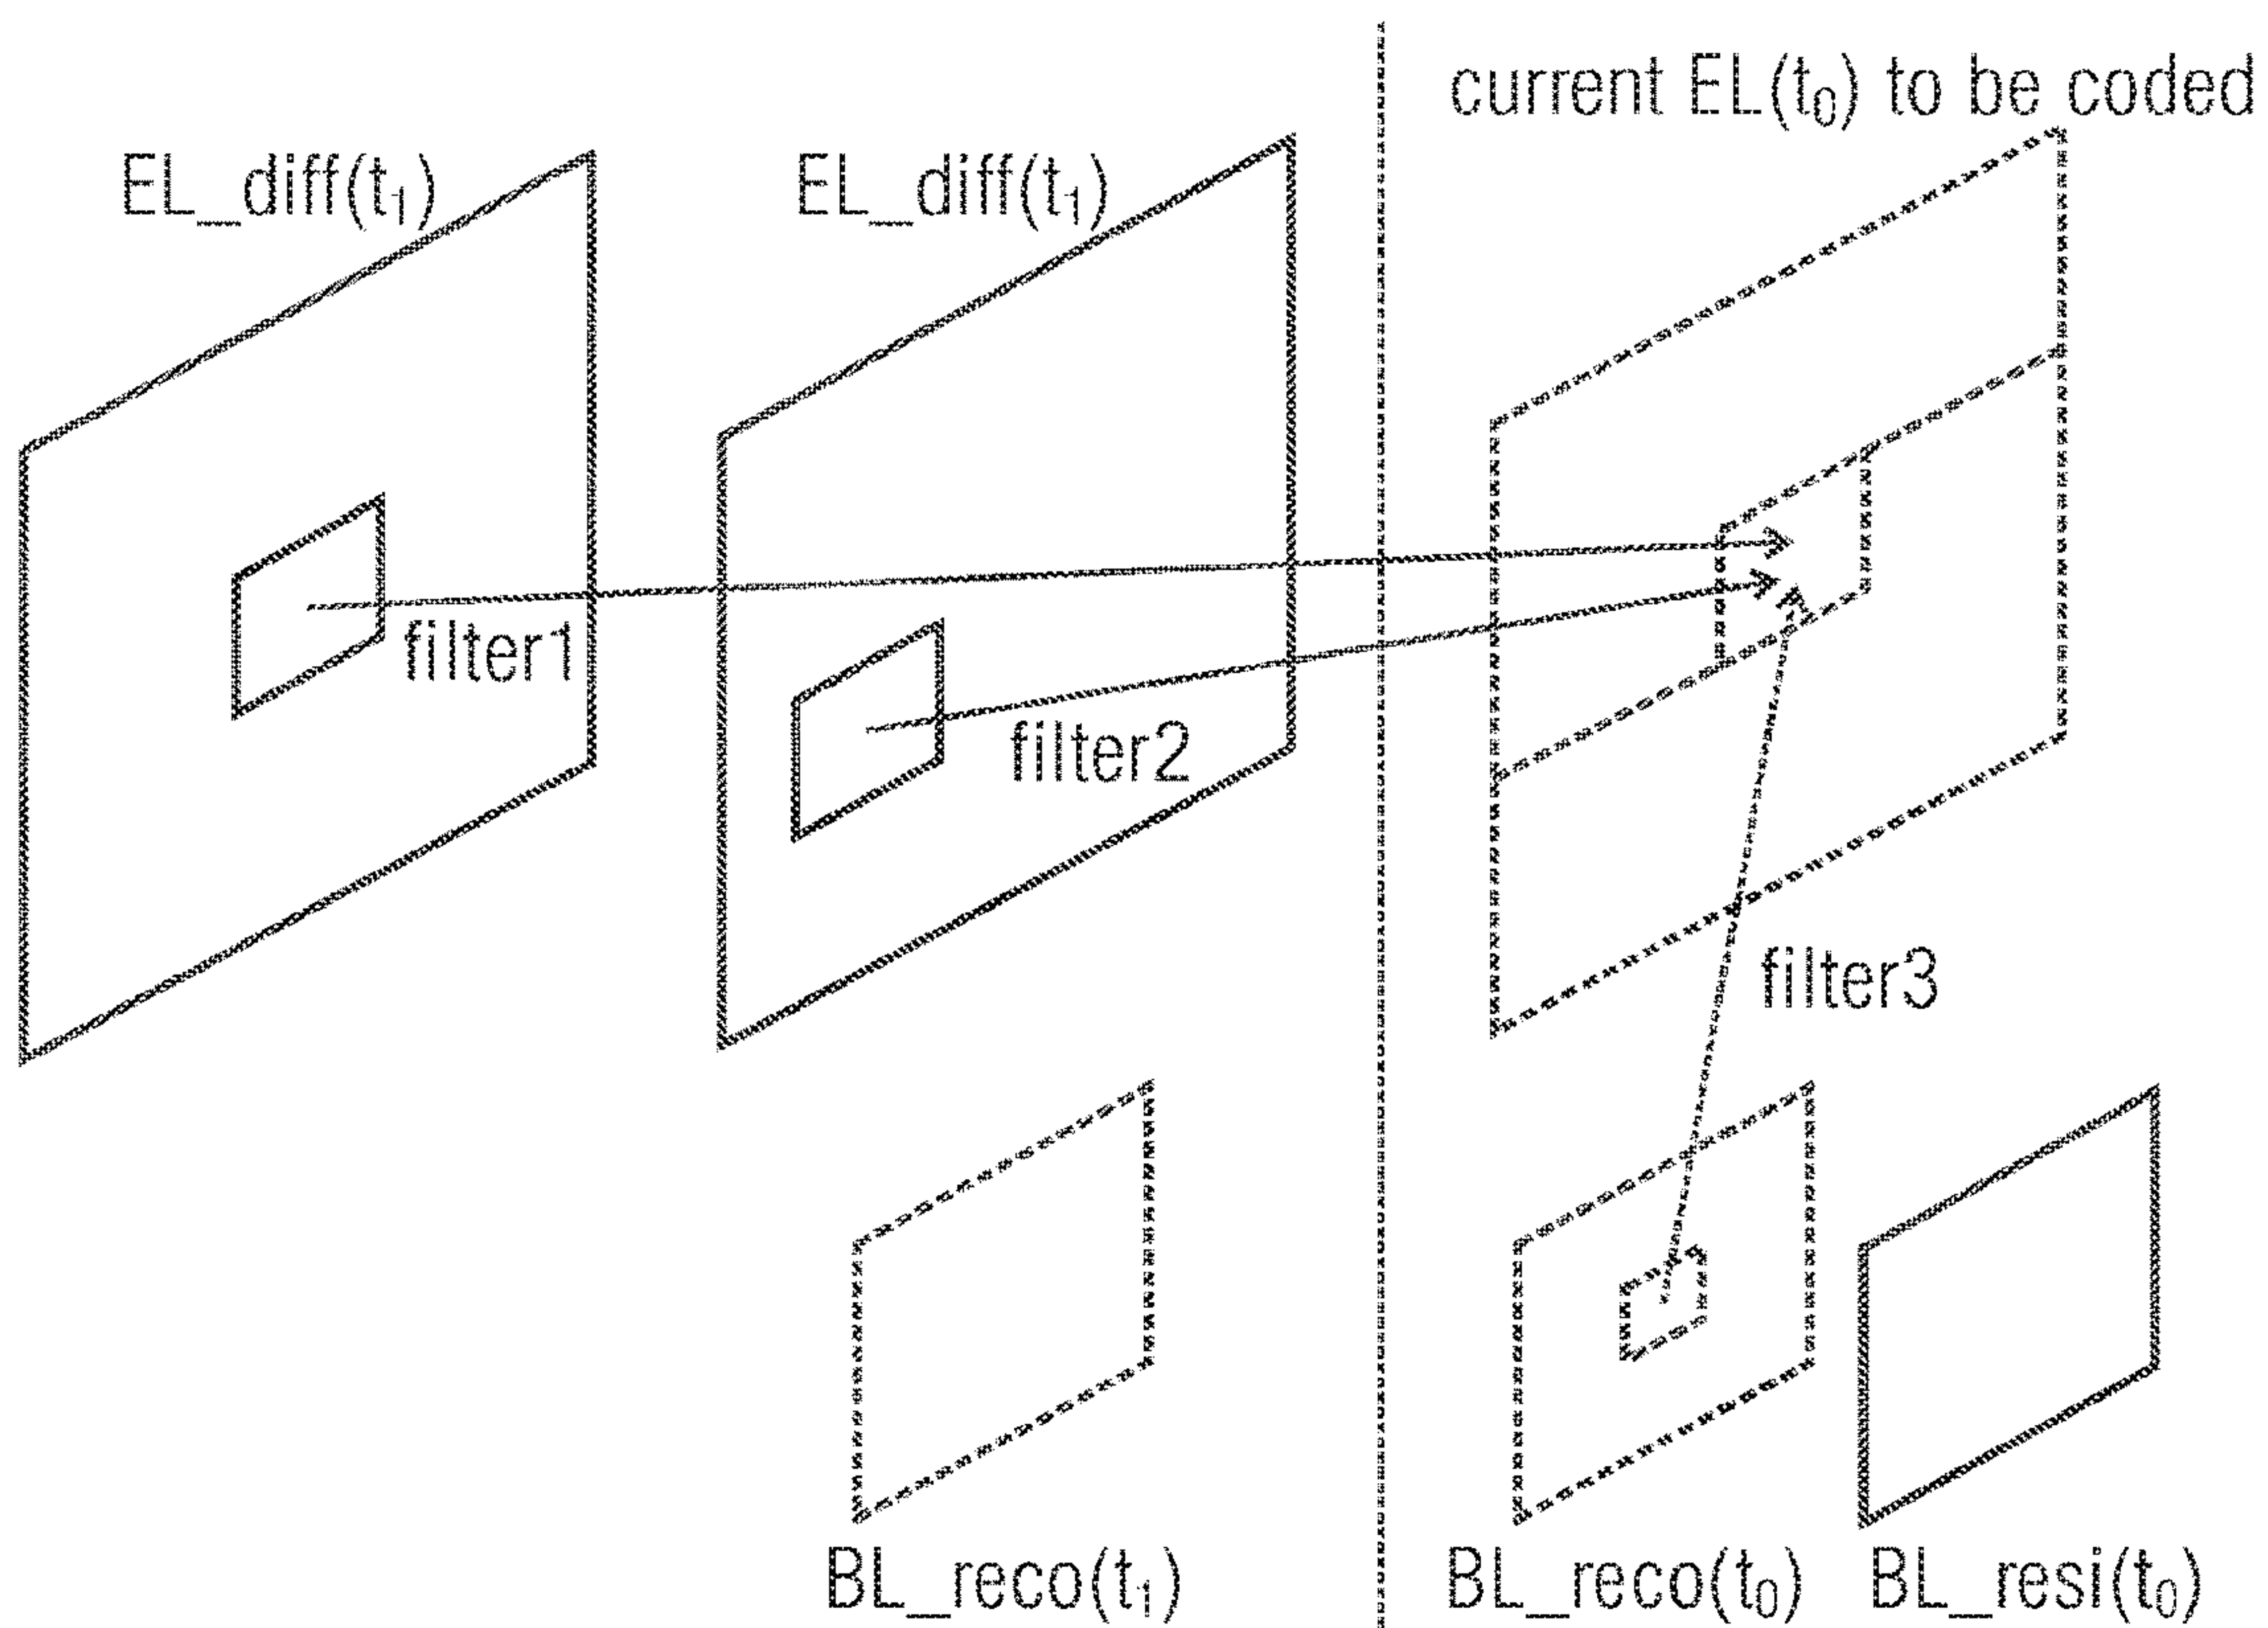 current EL(t₀) to be coded
EL_diff(t₁)
EL_diff(t₁)
filter1
filter2
filter3
BL_reco(t₁)
BL_reco(t₀)
BL_resi(t₀)